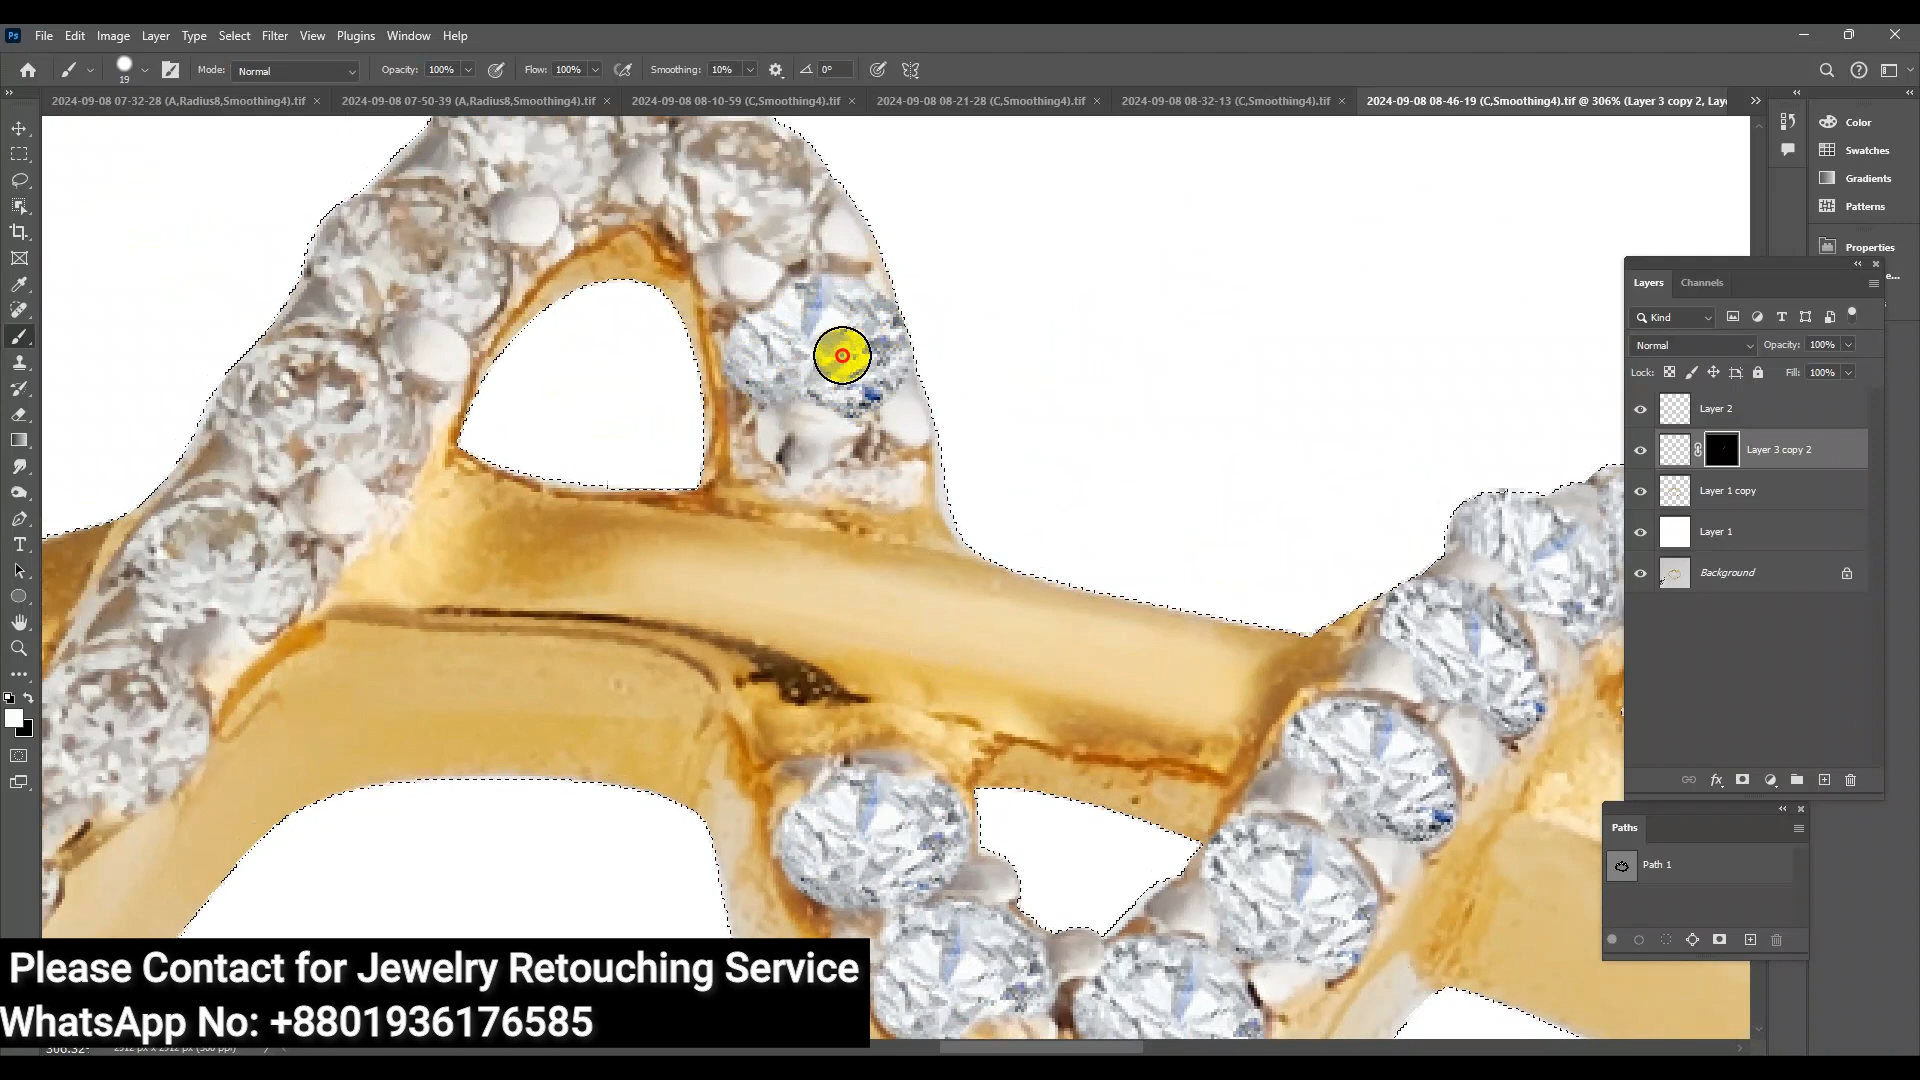 File Edit Image Layer Type Select Filter View Plugins Window Help
19 Mode: Normal Opacity: 100% Flow: 100% Smoothing: 10% 0°
2024-09-08 07-32-28 (A,Radius8,Smoothing4).tif × 2024-09-08 07-50-39 (A,Radius8,Smoothing4).tif × 2024-09-08 08-10-59 (C,Smoothing4).tif × 2024-09-08 08-21-28 (C,Smoothing4).tif × 2024-09-08 08-32-13 (C,Smoothing4).tif × 2024-09-08 08-46-19 (C,Smoothing4).tif @ 306% (Layer 3 copy 2, Lay
Color
Swatches
Gradients
Patterns
Properties
Layers Channels
Kind
Normal Opacity: 100%
Lock: Fill: 100%
Layer 2
Layer 3 copy 2
Layer 1 copy
Layer 1
Background
fx
Paths
Path 1
Please Contact for Jewelry Retouching Service
WhatsApp No: +8801936176585